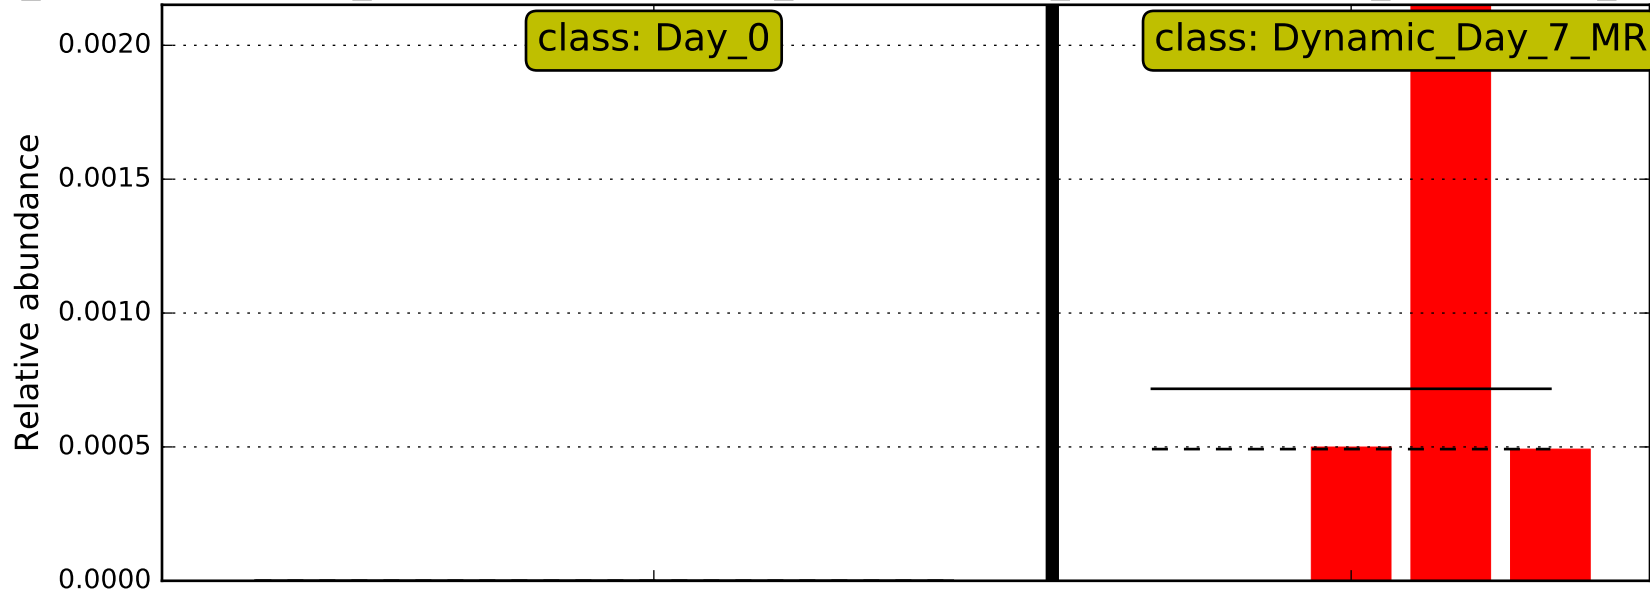 class: Day_0
class: Dynamic_Day_7_MR
Relative abundance
0.0020
0.0015
0.0010
0.0005
0.0000